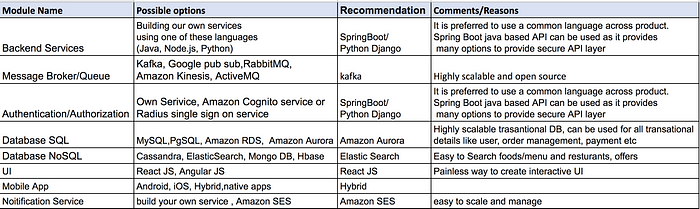 Module Name Possible options Recommendation Comments/Reasons
Building our own services It is preferred to use a common language across product.
using one of these languages SpringBoot/ Spring Boot java based API can be used as it provides
Backend Services (Java, Node.js, Python) Python Django many options to provide secure API layer
Kafka, Google pub sub,RabbitMQ,
Message Broker/Queue Amazon Kinesis, ActiveMQ kafka Highly scalable and open source
It is preferred to use a common language across product.
Own Serivice, Amazon Cognito service or SpringBoot/ Spring Boot java based API can be used as it provides
Authentication/Authorization Radius single sign on service Python Django many options to provide secure API layer
Highly scalable trasantional DB, can be used for all transational
Database SQL MySQL,PgSQL, Amazon RDS, Amazon Aurora Amazon Aurora details like user, order management, payment etc
Database NoSQL Cassandra, ElasticSearch, Mongo DB, Hbase Elastic Search Easy to Search foods/menu and resturants, offers
UI React JS, Angular JS React JS Painless way to create interactive UI
Mobile App Android, iOS, Hybrid,native apps Hybrid
Noitification Service build your own service , Amazon SES Amazon SES easy to scale and manage